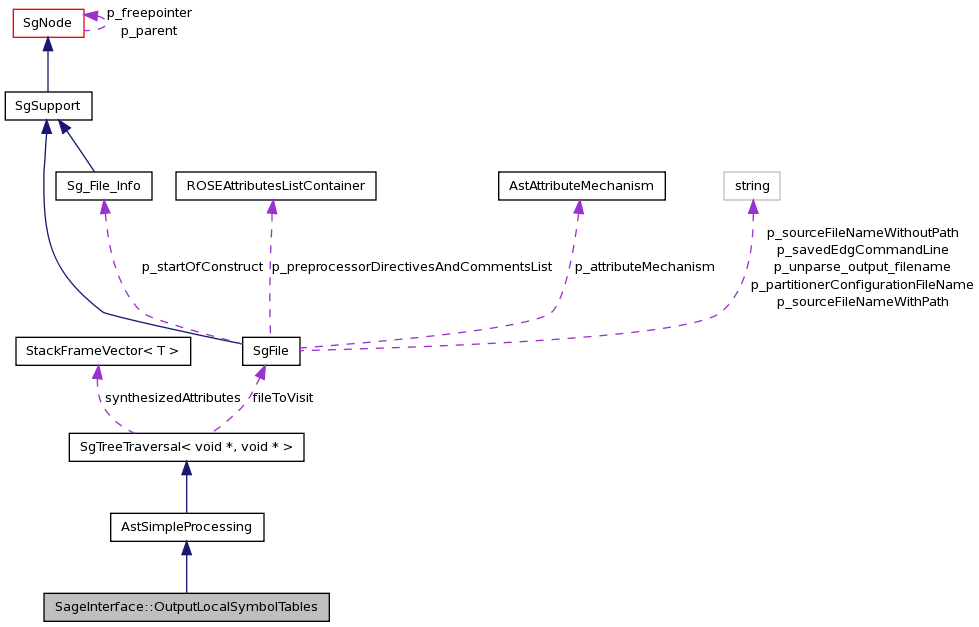 SgNode
p_freepointer
p_parent
SgSupport
Sg_File_Info
ROSEAttributesListContainer
AstAttributeMechanism
string
p_startOfConstruct
p_preprocessorDirectivesAndCommentsList
p_attributeMechanism
p_sourceFileNameWithoutPath
p_savedEdgCommandLine
p_unparse_output_filename
p_partitionerConfigurationFileName
p_sourceFileNameWithPath
StackFrameVector< T >
SgFile
synthesizedAttributes
fileToVisit
SgTreeTraversal< void *, void * >
AstSimpleProcessing
SageInterface::OutputLocalSymbolTables